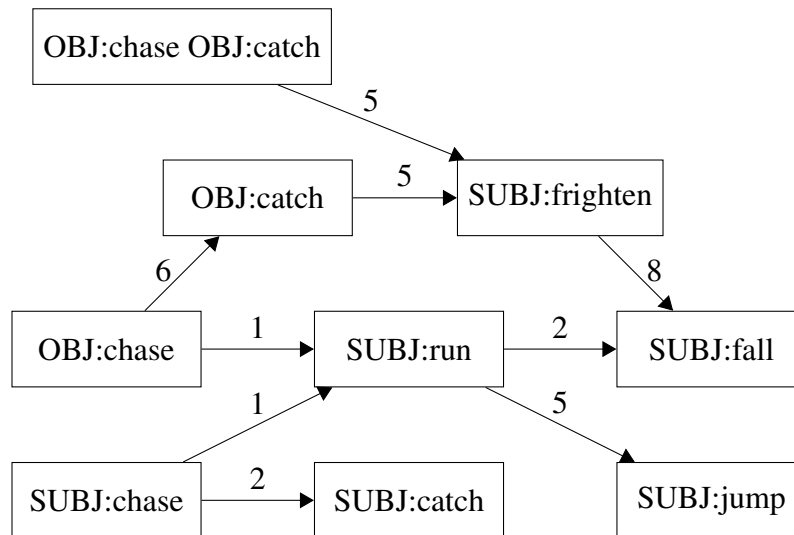 OBJ:chase OBJ:catch
5
OBJ:catch
5
SUBJ:frighten
6
8
OBJ:chase
1
SUBJ:run
2
SUBJ:fall
1
5
SUBJ:chase
2
SUBJ:catch
SUBJ:jump